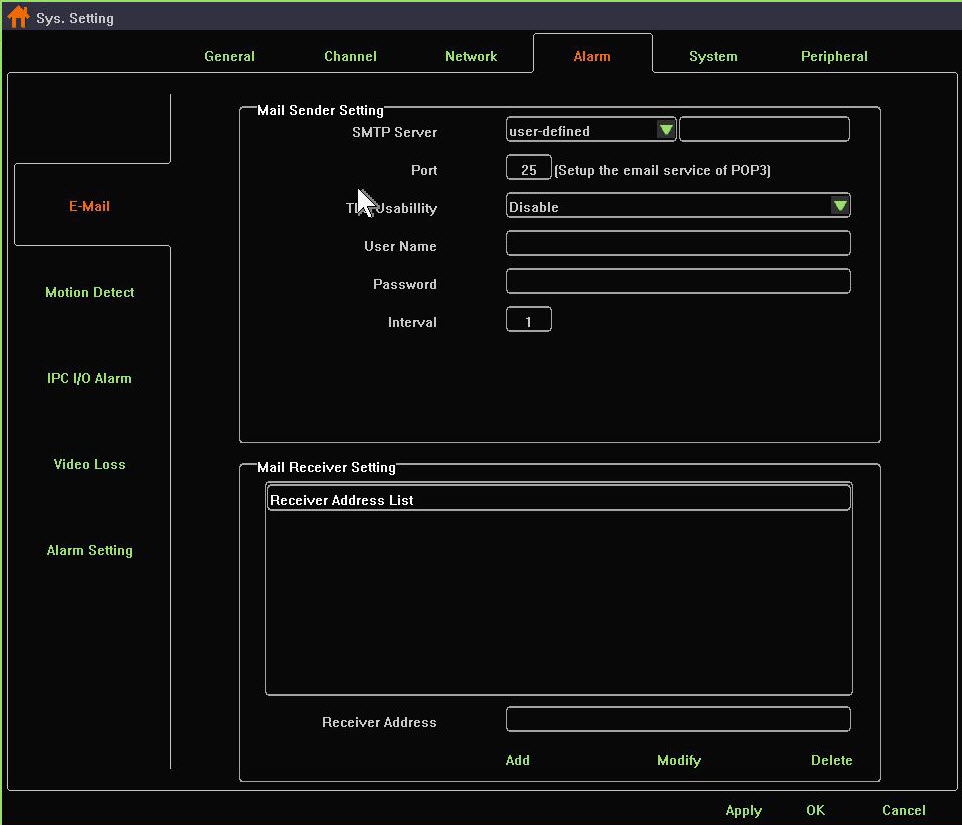 Sys. Setting
General Channel Network Alarm System Peripheral
E-Mail
Motion Detect
IPC I/O Alarm
Video Loss
Alarm Setting
Mail Sender Setting
SMTP Server user-defined
Port 25 (Setup the email service of POP3)
Usabillity Disable
User Name
Password
Interval 1
Mail Receiver Setting
Receiver Address List
Receiver Address
Add Modify Delete
Apply OK Cancel